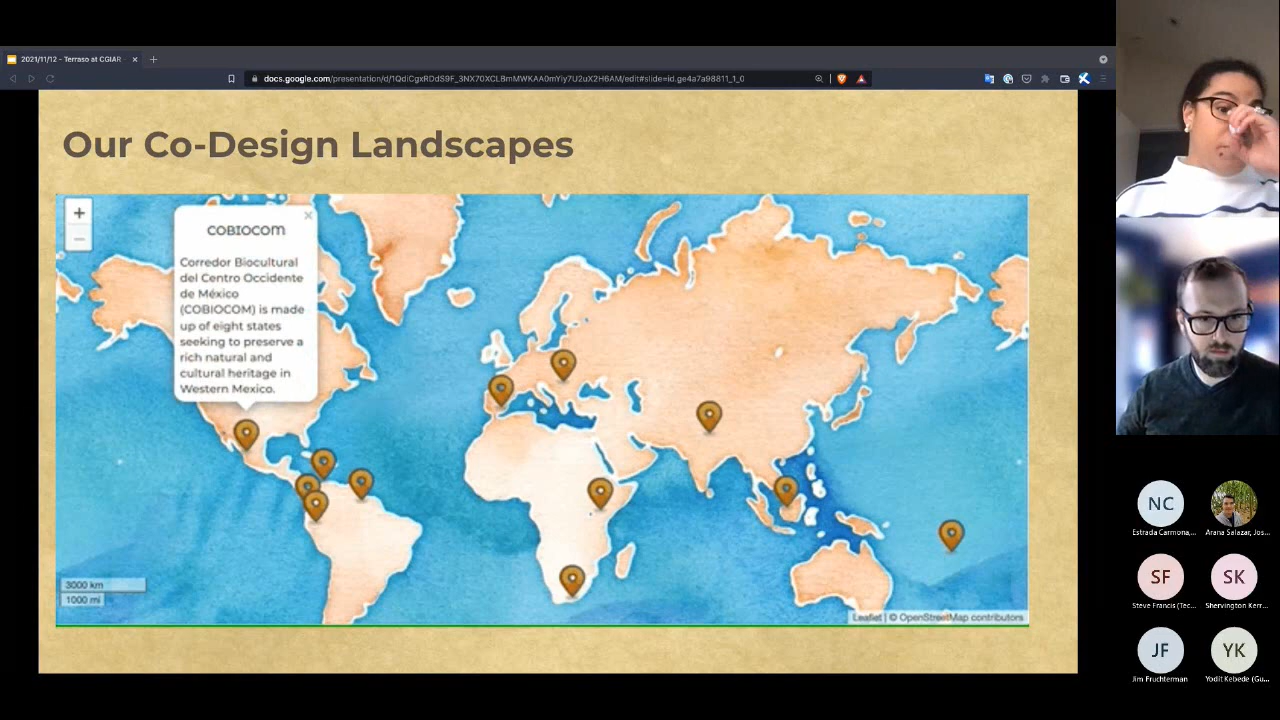 2021/11/12 - Terraso at CGIAR
docs.google.com/presentation/d/1QdiCgxRDdS9F_3NX70XCLBmMWKAA0mYiy7U2uX2H6AM/edit#slide=id.ge4a7a98811_1_0
Our Co-Design Landscapes
+
−
COBIOCOM
×
Corredor Biocultural
del Centro Occidente
de México
(COBIOCOM) is made
up of eight states
seeking to preserve a
rich natural and
cultural heritage in
Western Mexico.
3000 km
1000 mi
Leaflet | © OpenStreetMap contributors
NC
Estrada Carmona,...
Arana Salazar, Jos...
SF
Steve Francis (Tec...
SK
Shervington Kerr...
JF
Jim Fruchterman
YK
Yodit Kebede (Gu...